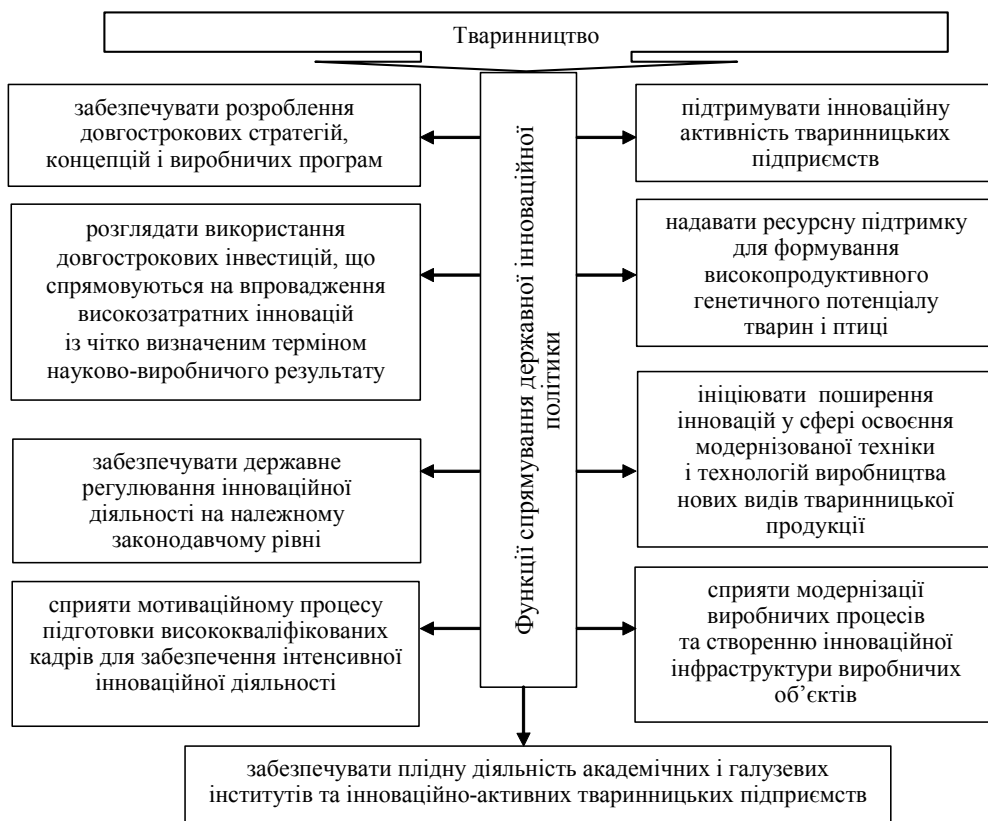 Тваринництво
забезпечувати розроблення
довгострокових стратегій,
концепцій і виробничих програм
розглядати використання
довгострокових інвестицій, що
спрямовуються на впровадження
високозатратних інновацій
із чітко визначеним терміном
науково-виробничого результату
забезпечувати державне
регулювання інноваційної
діяльності на належному
законодавчому рівні
сприяти мотиваційному процесу
підготовки висококваліфікованих
кадрів для забезпечення інтенсивної
інноваційної діяльності
Функції спрямування державної інноваційної
політики
підтримувати інноваційну
активність тваринницьких
підприємств
надавати ресурсну підтримку
для формування
високопродуктивного
генетичного потенціалу
тварин і птиці
ініціювати поширення
інновацій у сфері освоєння
модернізованої техніки
і технологій виробництва
нових видів тваринницької
продукції
сприяти модернізації
виробничих процесів
та створенню інноваційної
інфраструктури виробничих
об’єктів
забезпечувати плідну діяльність академічних і галузевих
інститутів та інноваційно-активних тваринницьких підприємств